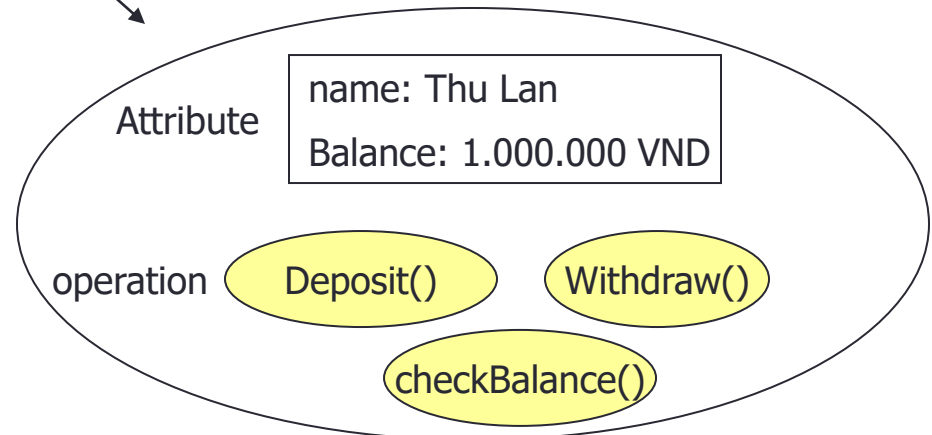 Attribute
name: Thu Lan
Balance: 1.000.000 VND
operation
Deposit()
Withdraw()
checkBalance()